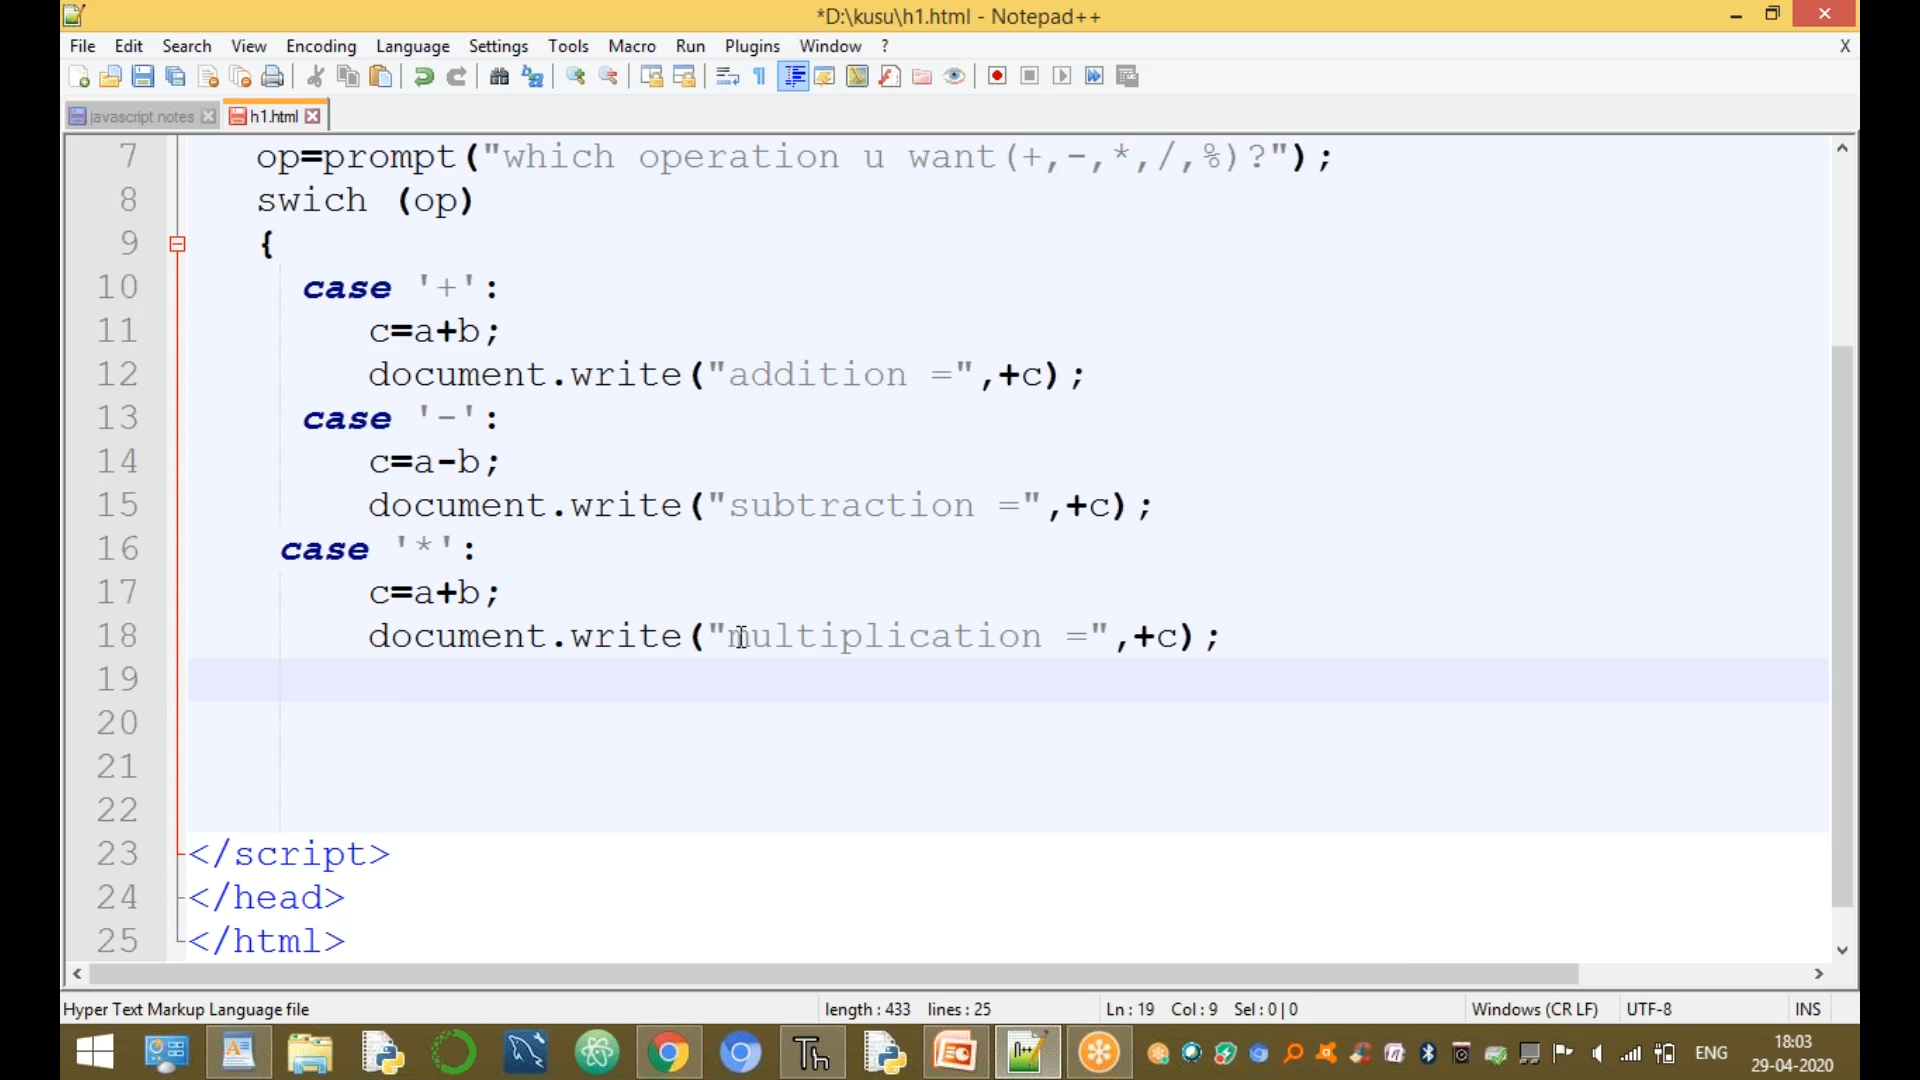 *D:\kusu\h1.html - Notepad++
File Edit Search View Encoding Language Settings Tools Macro Run Plugins Window ? X
javascript notes h1.html
7 op=prompt("which operation u want(+,-,*,/,%)?");
8 swich (op)
9 {
10 case '+':
11 c=a+b;
12 document.write("addition =",+c);
13 case '-':
14 c=a-b;
15 document.write("subtraction =",+c);
16 case '*':
17 c=a+b;
18 document.write("multiplication =",+c);
19
20
21
22
23 </script>
24 </head>
25 </html>
Hyper Text Markup Language file length : 433 lines : 25 Ln : 19 Col : 9 Sel : 0 | 0 Windows (CR LF) UTF-8 INS
Th ENG 18:03
29-04-2020